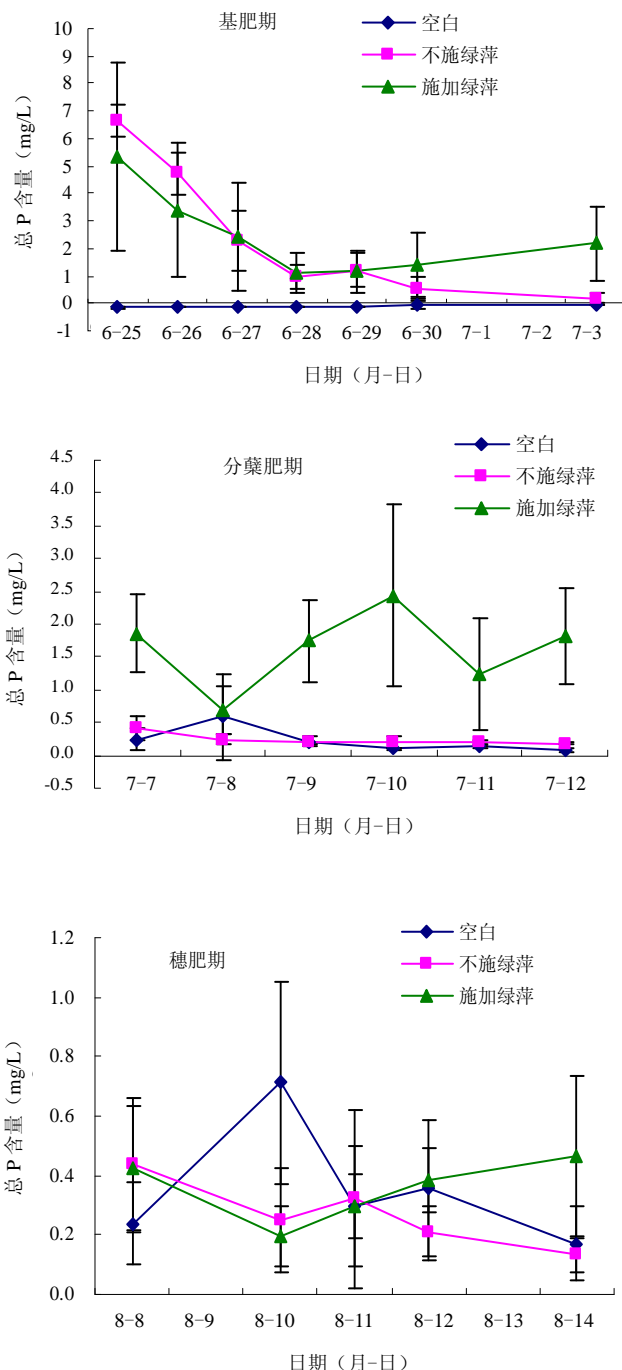 基肥期
空白
不施绿萍
施加绿萍
总 P 含量（mg/L）
10
9
8
7
6
5
4
3
2
1
0
-1
6-25 6-26 6-27 6-28 6-29 6-30 7-1 7-2 7-3
日期（月-日）
分蘖肥期
空白
不施绿萍
施加绿萍
总 P 含量（mg/L）
4.5
4.0
3.5
3.0
2.5
2.0
1.5
1.0
0.5
0.0
-0.5
7-7 7-8 7-9 7-10 7-11 7-12
日期（月-日）
穗肥期
空白
不施绿萍
施加绿萍
总 P 含量（mg/L）
1.2
1.0
0.8
0.6
0.4
0.2
0.0
8-8 8-9 8-10 8-11 8-12 8-13 8-14
日期（月-日）